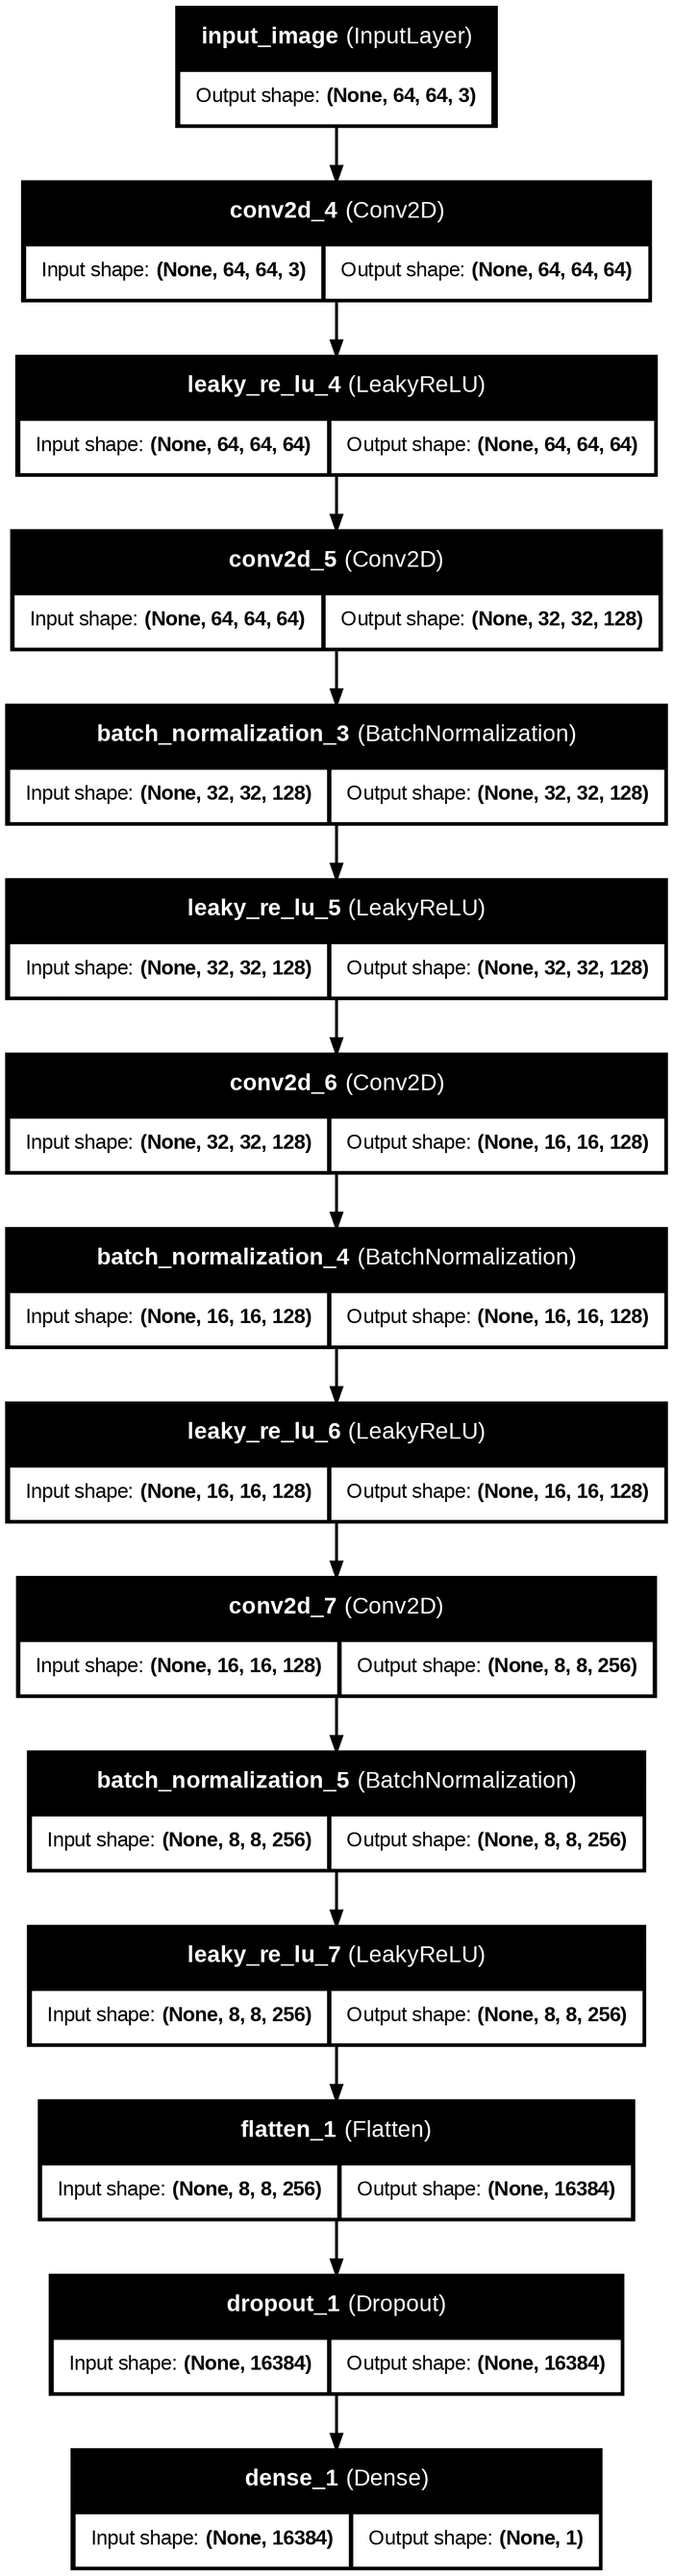 input_image (InputLayer)
Output shape: (None, 64, 64, 3)
conv2d_4 (Conv2D)
Input shape: (None, 64, 64, 3) Output shape: (None, 64, 64, 64)
leaky_re_lu_4 (LeakyReLU)
Input shape: (None, 64, 64, 64) Output shape: (None, 64, 64, 64)
conv2d_5 (Conv2D)
Input shape: (None, 64, 64, 64) Output shape: (None, 32, 32, 128)
batch_normalization_3 (BatchNormalization)
Input shape: (None, 32, 32, 128) Output shape: (None, 32, 32, 128)
leaky_re_lu_5 (LeakyReLU)
Input shape: (None, 32, 32, 128) Output shape: (None, 32, 32, 128)
conv2d_6 (Conv2D)
Input shape: (None, 32, 32, 128) Output shape: (None, 16, 16, 128)
batch_normalization_4 (BatchNormalization)
Input shape: (None, 16, 16, 128) Output shape: (None, 16, 16, 128)
leaky_re_lu_6 (LeakyReLU)
Input shape: (None, 16, 16, 128) Output shape: (None, 16, 16, 128)
conv2d_7 (Conv2D)
Input shape: (None, 16, 16, 128) Output shape: (None, 8, 8, 256)
batch_normalization_5 (BatchNormalization)
Input shape: (None, 8, 8, 256) Output shape: (None, 8, 8, 256)
leaky_re_lu_7 (LeakyReLU)
Input shape: (None, 8, 8, 256) Output shape: (None, 8, 8, 256)
flatten_1 (Flatten)
Input shape: (None, 8, 8, 256) Output shape: (None, 16384)
dropout_1 (Dropout)
Input shape: (None, 16384) Output shape: (None, 16384)
dense_1 (Dense)
Input shape: (None, 16384) Output shape: (None, 1)